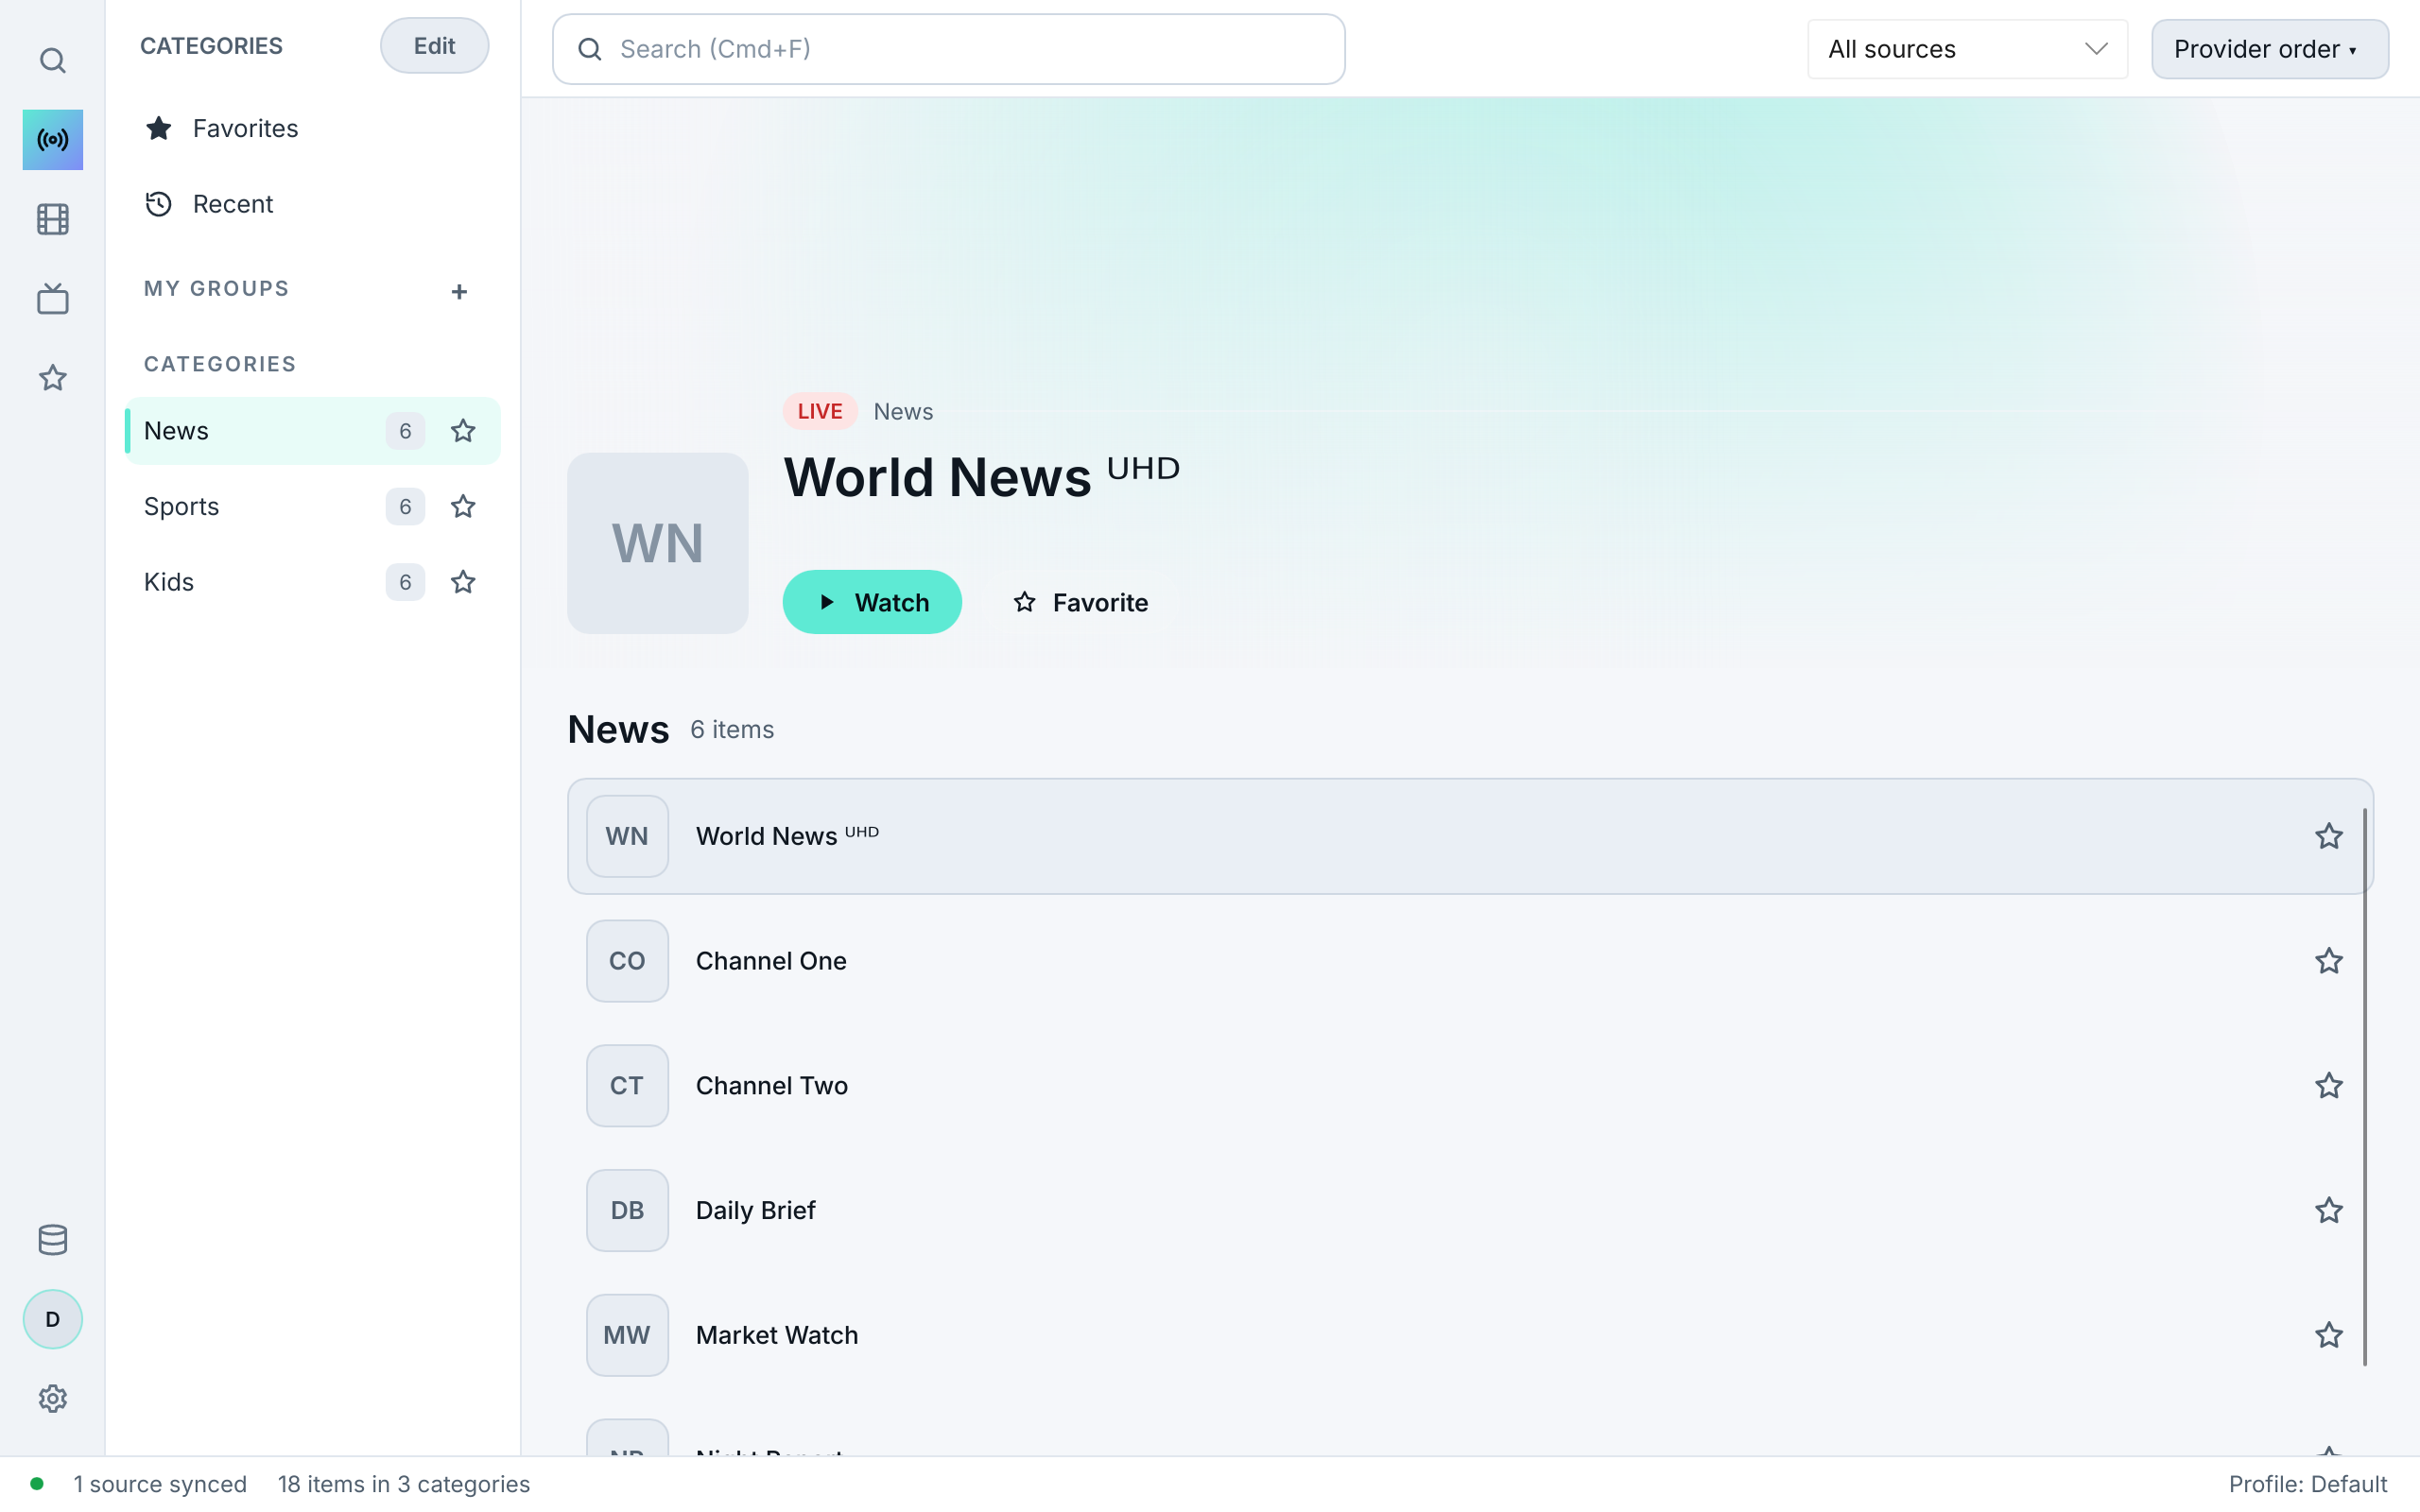 CATEGORIES
Edit
Favorites
Recent
MY GROUPS
+
CATEGORIES
News 6
Sports 6
Kids 6
D
Search (Cmd+F)
All sources
Provider order ▾
LIVE News
World News ᵁᴴᴰ
WN
Watch
Favorite
News 6 items
WN World News ᵁᴴᴰ
CO Channel One
CT Channel Two
DB Daily Brief
MW Market Watch
1 source synced 18 items in 3 categories
Profile: Default